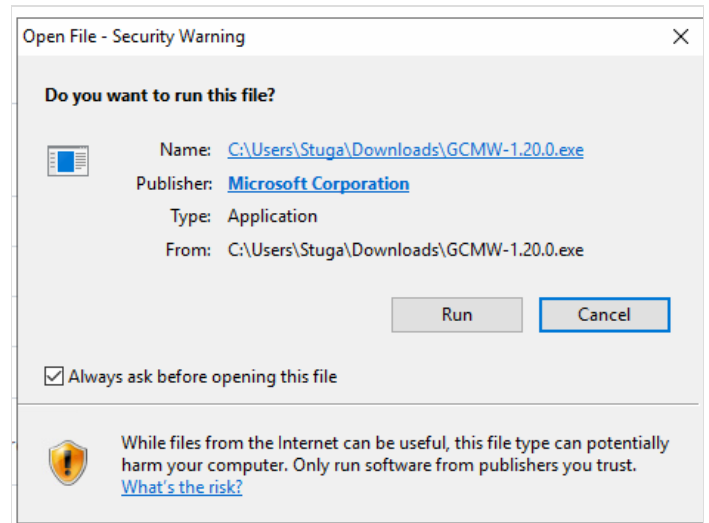 Open File - Security Warning
Do you want to run this file?
Name: C:\Users\Stuga\Downloads\GCMW-1.20.0.exe
Publisher: Microsoft Corporation
Type: Application
From: C:\Users\Stuga\Downloads\GCMW-1.20.0.exe
Run Cancel
Always ask before opening this file
While files from the Internet can be useful, this file type can potentially
harm your computer. Only run software from publishers you trust.
What's the risk?